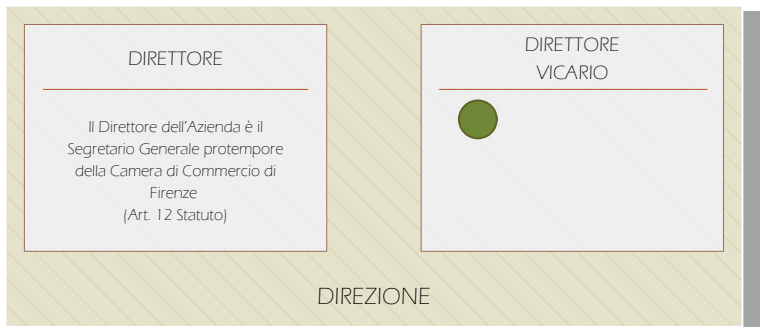 DIRETTORE
Il Direttore dell'Azienda è il
Segretario Generale protempore
della Camera di Commercio di
Firenze
(Art. 12 Statuto)
DIRETTORE
VICARIO
DIREZIONE